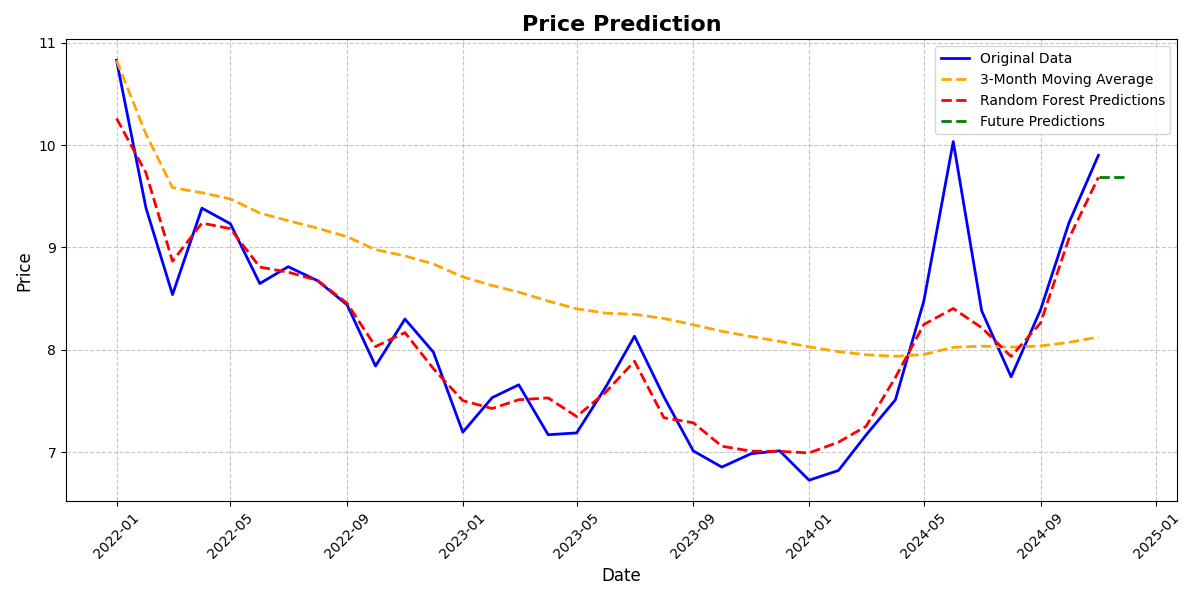 Price Prediction
Original Data
3-Month Moving Average
Random Forest Predictions
Future Predictions
Price
11
10
9
8
7
2022-01
2022-05
2022-09
2023-01
2023-05
2023-09
2024-01
2024-05
2024-09
2025-01
Date